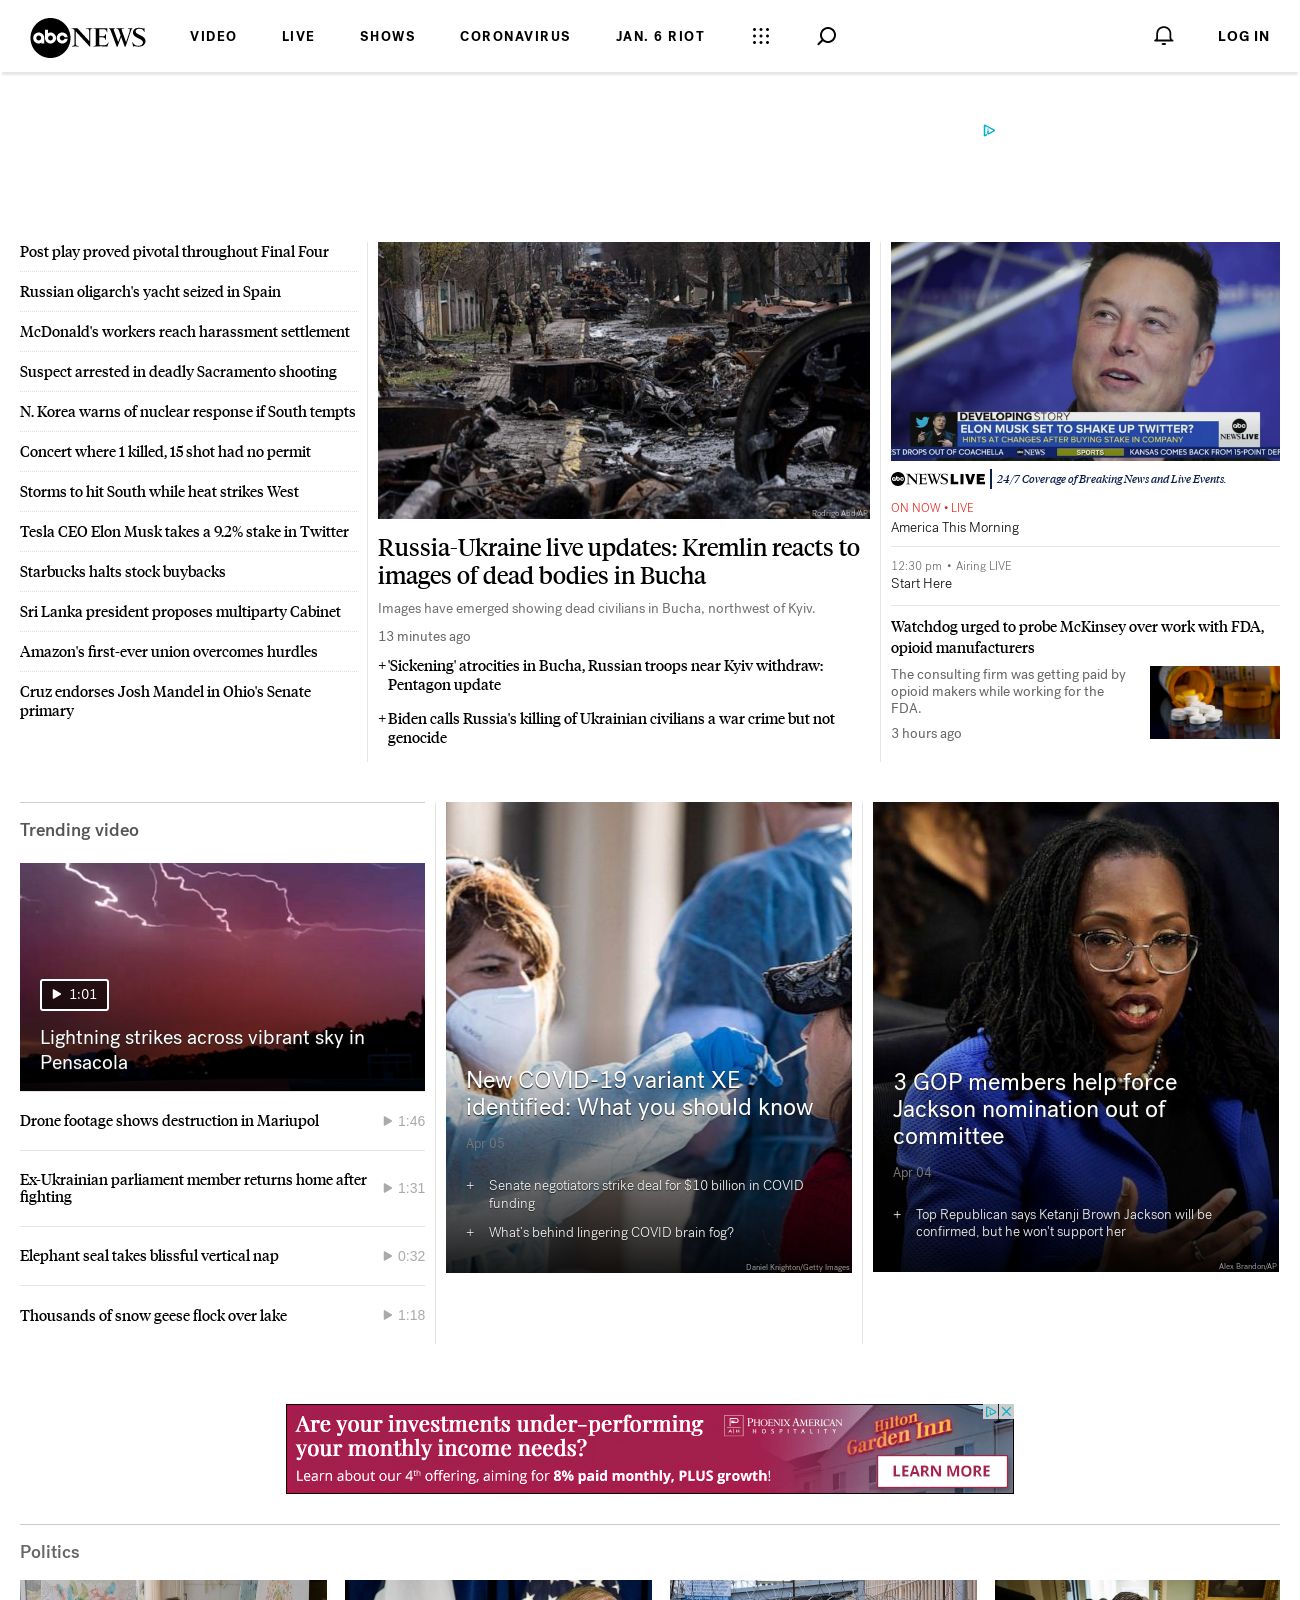 abc NEWS
VIDEO
LIVE
SHOWS
CORONAVIRUS
JAN. 6 RIOT
LOG IN
Post play proved pivotal throughout Final Four
Russian oligarch's yacht seized in Spain
McDonald's workers reach harassment settlement
Suspect arrested in deadly Sacramento shooting
N. Korea warns of nuclear response if South tempts
Concert where 1 killed, 15 shot had no permit
Storms to hit South while heat strikes West
Tesla CEO Elon Musk takes a 9.2% stake in Twitter
Starbucks halts stock buybacks
Sri Lanka president proposes multiparty Cabinet
Amazon's first-ever union overcomes hurdles
Cruz endorses Josh Mandel in Ohio's Senate
primary
Rodrigo Abd/AP
Russia-Ukraine live updates: Kremlin reacts to
images of dead bodies in Bucha
Images have emerged showing dead civilians in Bucha, northwest of Kyiv.
13 minutes ago
+ 'Sickening' atrocities in Bucha, Russian troops near Kyiv withdraw:
Pentagon update
+ Biden calls Russia's killing of Ukrainian civilians a war crime but not
genocide
DEVELOPING STORY
ELON MUSK SET TO SHAKE UP TWITTER?
HINTS AT CHANGES AFTER BUYING STAKE IN COMPANY
abc
NEWS LIVE
ST DROPS OUT OF COACHELLA abc NEWS SPORTS KANSAS COMES BACK FROM 15-POINT DEF
abc NEWS LIVE 24/7 Coverage of Breaking News and Live Events.
ON NOW • LIVE
America This Morning
12:30 pm • Airing LIVE
Start Here
Watchdog urged to probe McKinsey over work with FDA,
opioid manufacturers
The consulting firm was getting paid by
opioid makers while working for the
FDA.
3 hours ago
Trending video
1:01
Lightning strikes across vibrant sky in
Pensacola
Drone footage shows destruction in Mariupol 1:46
Ex-Ukrainian parliament member returns home after
fighting
1:31
Elephant seal takes blissful vertical nap 0:32
Thousands of snow geese flock over lake 1:18
New COVID-19 variant XE
identified: What you should know
Apr 05
+ Senate negotiators strike deal for $10 billion in COVID
funding
+ What's behind lingering COVID brain fog?
Daniel Knighton/Getty Images
3 GOP members help force
Jackson nomination out of
committee
Apr 04
+ Top Republican says Ketanji Brown Jackson will be
confirmed, but he won't support her
Alex Brandon/AP
Are your investments under-performing
your monthly income needs?
Learn about our 4th offering, aiming for 8% paid monthly, PLUS growth!
PAH
PHOENIX AMERICAN
HOSPITALITY
Hilton
Garden Inn
LEARN MORE
Politics